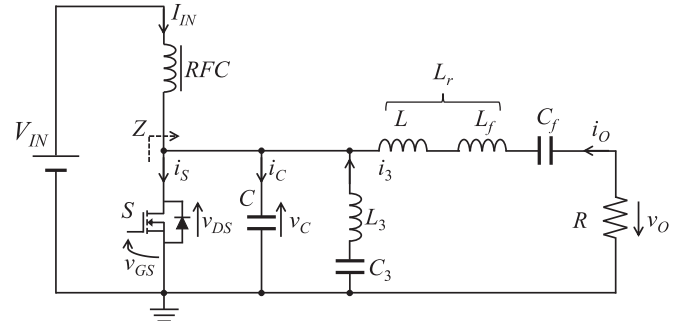 I_IN
RFC
L_r
V_IN
Z
L
L_f
C_f
i_O
i_S
i_C
i_3
S
C
v_DS
v_C
L_3
R
v_O
v_GS
C_3